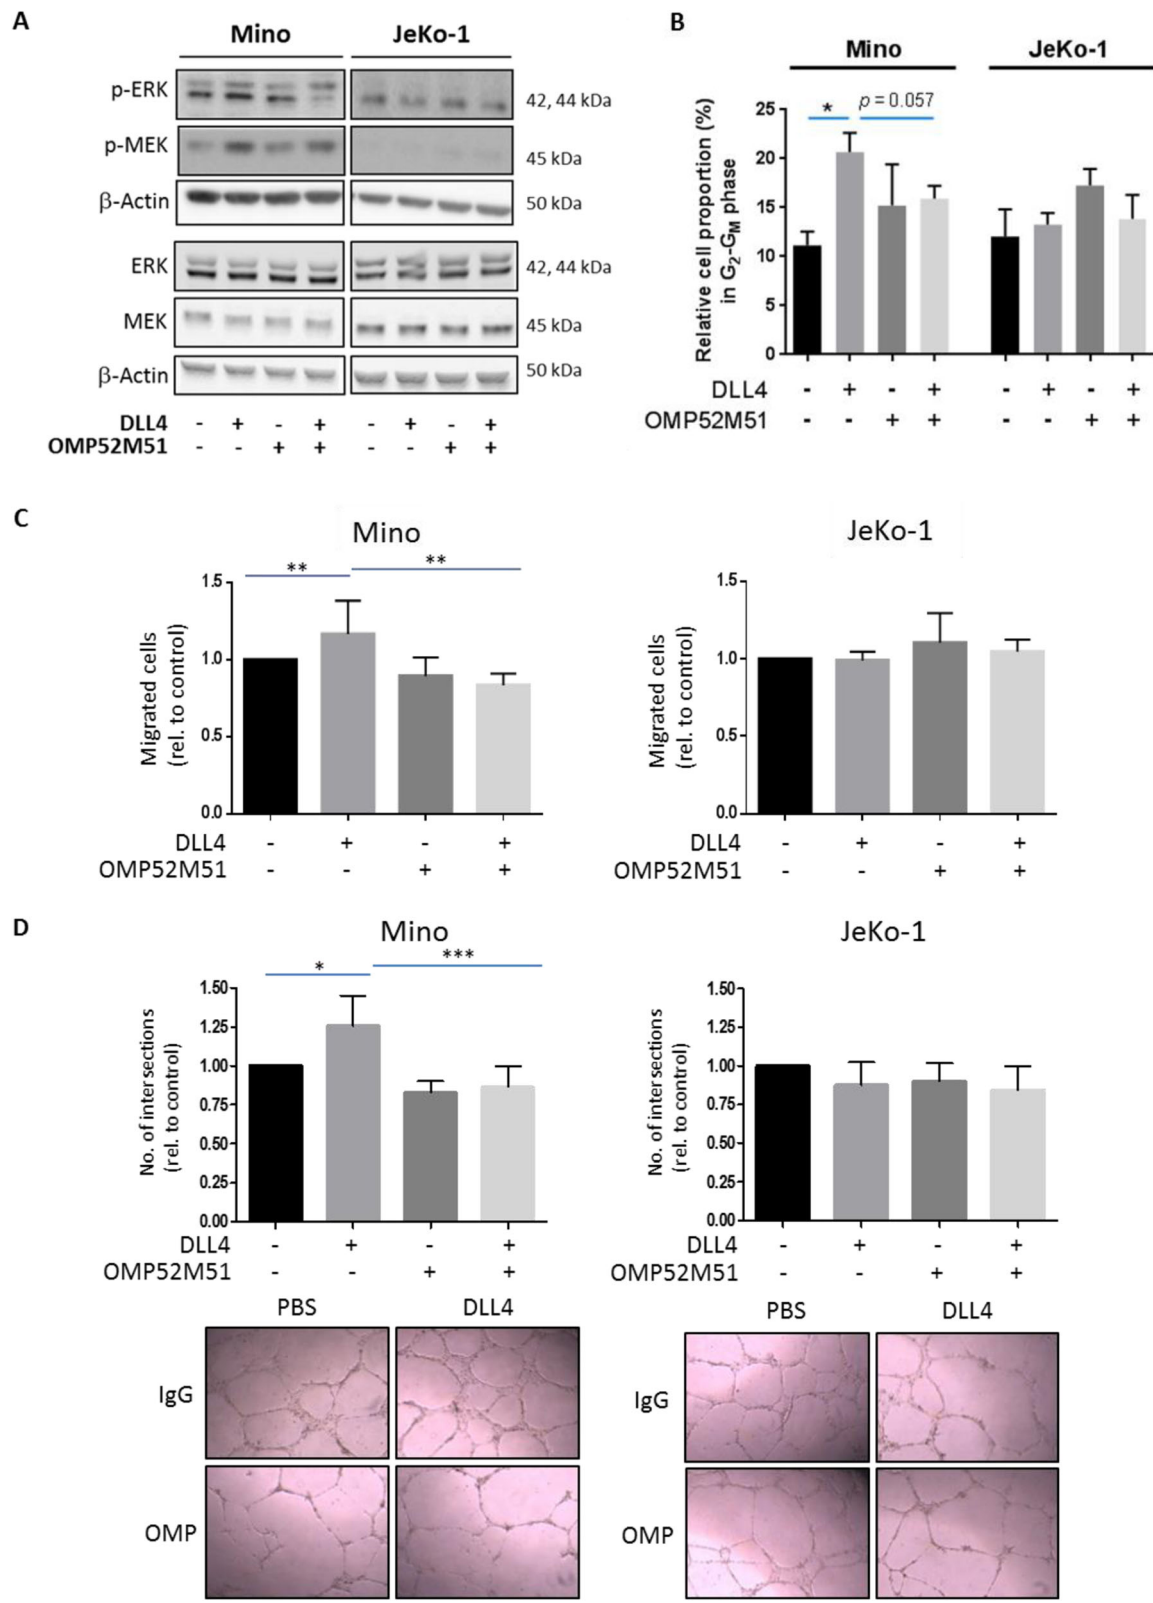 A
Mino JeKo-1
p-ERK 42, 44 kDa
p-MEK 45 kDa
β-Actin 50 kDa
ERK 42, 44 kDa
MEK 45 kDa
β-Actin 50 kDa
DLL4 - + - + - + - +
OMP52M51 - - + + - - + +
B
Mino JeKo-1
* p = 0.057
Relative cell proportion (%)
in G2-GM phase
25
20
15
10
5
0
DLL4 - + - + - + - +
OMP52M51 - - + + - - + +
C
Mino
** **
Migrated cells
(rel. to control)
1.5
1.0
0.5
0.0
DLL4 - + - +
OMP52M51 - - + +
JeKo-1
Migrated cells
(rel. to control)
1.5
1.0
0.5
0.0
DLL4 - + - +
OMP52M51 - - + +
D
Mino
* ***
No. of intersections
(rel. to control)
1.50
1.25
1.00
0.75
0.50
0.25
0.00
DLL4 - + - +
OMP52M51 - - + +
PBS DLL4
IgG
OMP
JeKo-1
No. of intersections
(rel. to control)
1.50
1.25
1.00
0.75
0.50
0.25
0.00
DLL4 - + - +
OMP52M51 - - + +
PBS DLL4
IgG
OMP